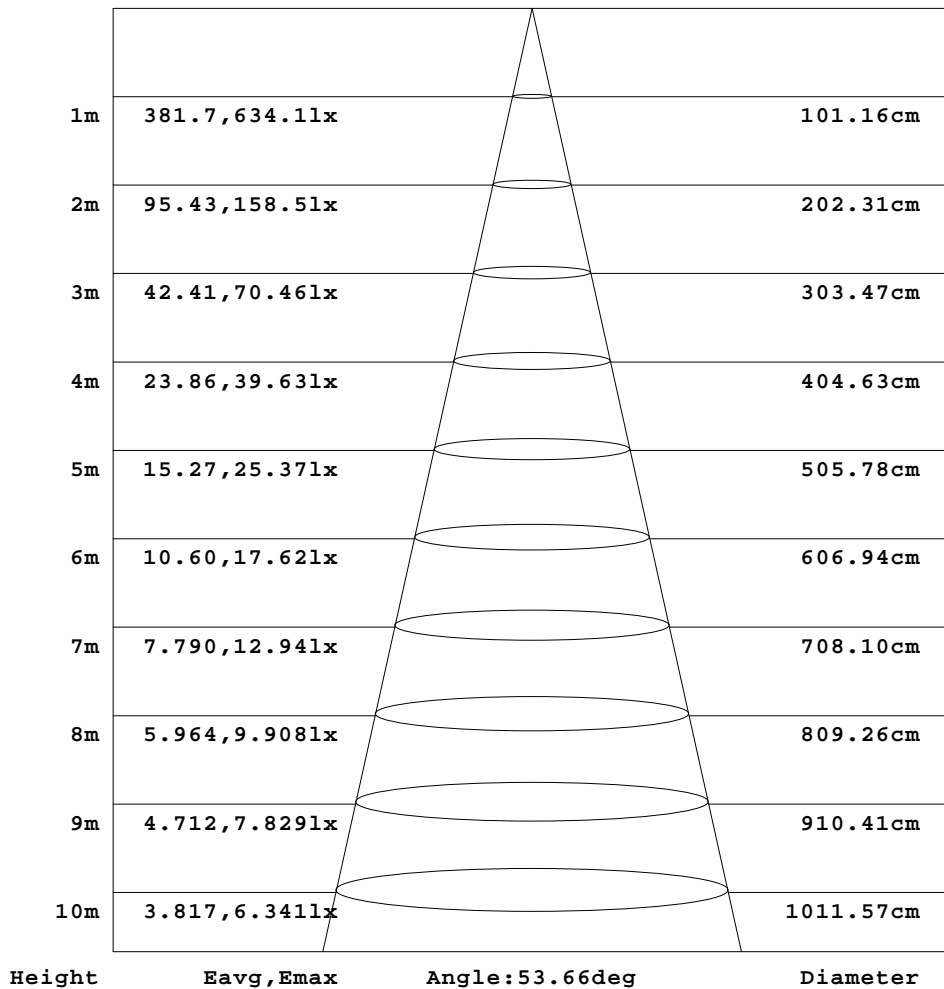 1m 381.7,634.1lx 101.16cm
2m 95.43,158.5lx 202.31cm
3m 42.41,70.46lx 303.47cm
4m 23.86,39.63lx 404.63cm
5m 15.27,25.37lx 505.78cm
6m 10.60,17.62lx 606.94cm
7m 7.790,12.94lx 708.10cm
8m 5.964,9.908lx 809.26cm
9m 4.712,7.829lx 910.41cm
10m 3.817,6.341lx 1011.57cm
Height Eavg,Emax Angle:53.66deg Diameter